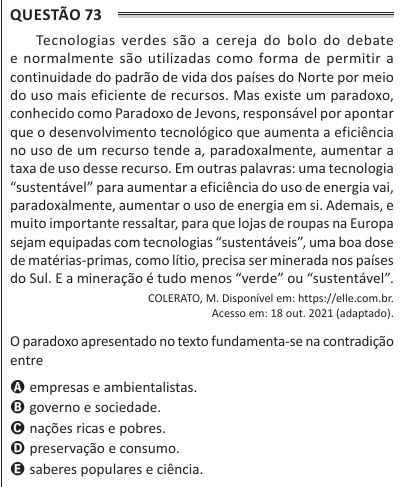 QUESTÃO 73
Tecnologias verdes são a cereja do bolo do debate
e normalmente são utilizadas como forma de permitir a
continuidade do padrão de vida dos países do Norte por meio
do uso mais eficiente de recursos. Mas existe um paradoxo,
conhecido como Paradoxo de Jevons, responsável por apontar
que o desenvolvimento tecnológico que aumenta a eficiência
no uso de um recurso tende a, paradoxalmente, aumentar a
taxa de uso desse recurso. Em outras palavras: uma tecnologia
“sustentável” para aumentar a eficiência do uso de energia vai,
paradoxalmente, aumentar o uso de energia em si. Ademais, e
muito importante ressaltar, para que lojas de roupas na Europa
sejam equipadas com tecnologias “sustentáveis”, uma boa dose
de matérias-primas, como lítio, precisa ser minerada nos países
do Sul. E a mineração é tudo menos “verde” ou “sustentável”.
COLERATO, M. Disponível em: https://elle.com.br.
Acesso em: 18 out. 2021 (adaptado).
O paradoxo apresentado no texto fundamenta-se na contradição
entre
A empresas e ambientalistas.
B governo e sociedade.
C nações ricas e pobres.
D preservação e consumo.
E saberes populares e ciência.